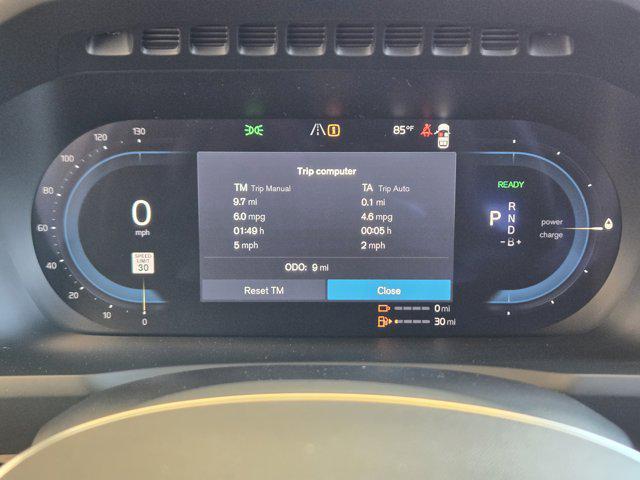 120
130
85°F
100
80
60
40
20
10
0
0
mph
SPEED
LIMIT
30
Trip computer
TM Trip Manual
TA Trip Auto
9.7 mi
0.1 mi
6.0 mpg
4.6 mpg
01:49 h
00:05 h
5 mph
2 mph
ODO: 9 mi
Reset TM
Close
READY
P
R
N
D
-B+
power
charge
0 mi
30 mi